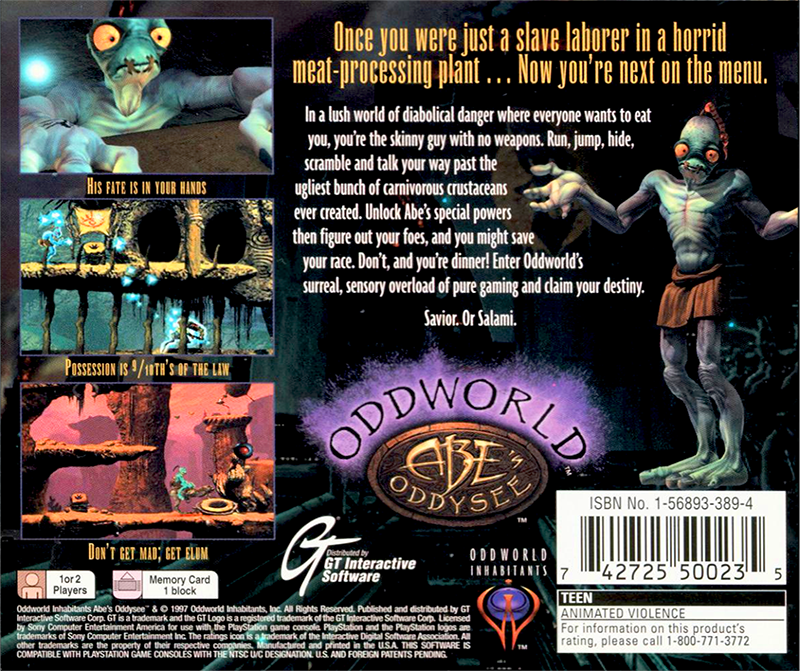 Once you were just a slave laborer in a horrid
meat-processing plant . . . Now you're next on the menu.
In a lush world of diabolical danger where everyone wants to eat
you, you're the skinny guy with no weapons. Run, jump, hide,
scramble and talk your way past the
ugliest bunch of carnivorous crustaceans
ever created. Unlock Abe's special powers
then figure out your foes, and you might save
your race. Don't, and you're dinner! Enter Oddworld's
surreal, sensory overload of pure gaming and claim your destiny.
Savior. Or Salami.
His fate is in your hands
Possession is 9/10th's of the law
Don't get mad; get elum
ODDWORLD™
ABE'S
ODDYSEE
™
GT
Distributed by
GT Interactive
Software
ODDWORLD
INHABITANTS
™
1 or 2
Players
Memory Card
1 block
Oddworld Inhabitants Abe's Oddysee™ & © 1997 Oddworld Inhabitants, Inc. All Rights Reserved. Published and distributed by GT
Interactive Software Corp. GT is a trademark and the GT Logo is a registered trademark of the GT Interactive Software Corp. Licensed
by Sony Computer Entertainment America for use with the PlayStation game console. PlayStation and the PlayStation logos are
trademarks of Sony Computer Entertainment Inc. The ratings icon is a trademark of the Interactive Digital Software Association. All
other trademarks are the property of their respective companies. Manufactured and printed in the U.S.A. THIS SOFTWARE IS
COMPATIBLE WITH PLAYSTATION GAME CONSOLES WITH THE NTSC U/C DESIGNATION. U.S. AND FOREIGN PATENTS PENDING.
ISBN No. 1-56893-389-4
7 42725 50023 5
TEEN
ANIMATED VIOLENCE
For information on this product's
rating, please call 1-800-771-3772